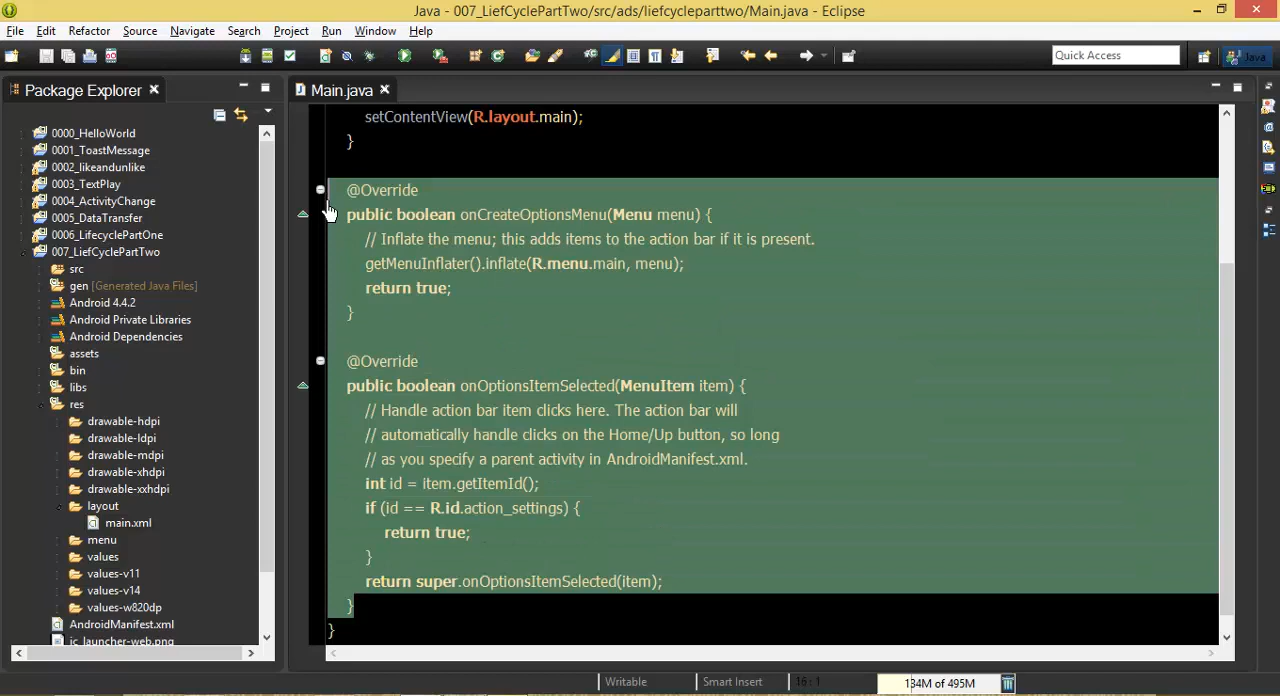 Java - 007_LiefCyclePartTwo/src/ads/liefcycleparttwo/Main.java - Eclipse
File Edit Refactor Source Navigate Search Project Run Window Help
Quick Access
Java
Package Explorer
Main.java
0000_HelloWorld
0001_ToastMessage
0002_likeandunlike
0003_TextPlay
0004_ActivityChange
0005_DataTransfer
0006_LifecyclePartOne
007_LiefCyclePartTwo
src
gen [Generated Java Files]
Android 4.4.2
Android Private Libraries
Android Dependencies
assets
bin
libs
res
drawable-hdpi
drawable-ldpi
drawable-mdpi
drawable-xhdpi
drawable-xxhdpi
layout
main.xml
menu
values
values-v11
values-v14
values-w820dp
AndroidManifest.xml
ic_launcher-web.png
setContentView(R.layout.main);
}
@Override
public boolean onCreateOptionsMenu(Menu menu) {
// Inflate the menu; this adds items to the action bar if it is present.
getMenuInflater().inflate(R.menu.main, menu);
return true;
}
@Override
public boolean onOptionsItemSelected(MenuItem item) {
// Handle action bar item clicks here. The action bar will
// automatically handle clicks on the Home/Up button, so long
// as you specify a parent activity in AndroidManifest.xml.
int id = item.getItemId();
if (id == R.id.action_settings) {
return true;
}
return super.onOptionsItemSelected(item);
}
}
Writable
Smart Insert
16 : 1
134M of 495M